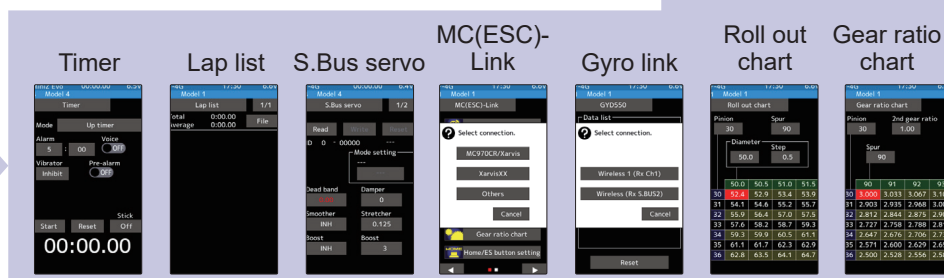 Timer
Lap list
S.Bus servo
MC(ESC)-
Link
Gyro link
Roll out
chart
Gear ratio
chart
Model 4
Timer
Mode Up timer
Alarm Voice
5 : 00 OFF
Vibrator Pre-alarm
Inhibit OFF
Stick
Start Reset Off
00:00.00
Model 1
Lap list 1/1
Total 0:00.00 File
Average 0:00.00
Model 4
S.Bus servo 1/2
Read Write Reset
ID 0 - 00000 ---
Mode setting
---
Dead band Damper
0
Smoother Stretcher
INH 0.125
Boost Boost
INH 3
Model 1
MC(ESC)-Link
Select connection.
MC970CR/Xarvis
XarvisXX
Others
Cancel
Gear ratio chart
Home/ES button setting
Model 1
GYD550
Data list
Select connection.
Wireless 1 (Rx Ch1)
Wireless (Rx S.BUS2)
Cancel
Reset
Model 1
Roll out chart
Pinion Spur
30 90
Diameter Step
50.0 0.5
50.0 50.5 51.0 51.5
30 52.4 52.9 53.4 53.9
31 54.1 54.6 55.2 55.7
32 55.9 56.4 57.0 57.5
33 57.6 58.2 58.7 59.3
34 59.3 59.9 60.5 61.1
35 61.1 61.7 62.3 62.9
36 62.8 63.5 64.1 64.7
Model 1
Gear ratio chart
Pinion 2nd gear ratio
30 1.00
Spur
90
90 91 92
30 3.000 3.033 3.067
31 2.903 2.935 2.968
32 2.812 2.844 2.875
33 2.727 2.758 2.788
34 2.647 2.676 2.706
35 2.571 2.600 2.629
36 2.500 2.528 2.556